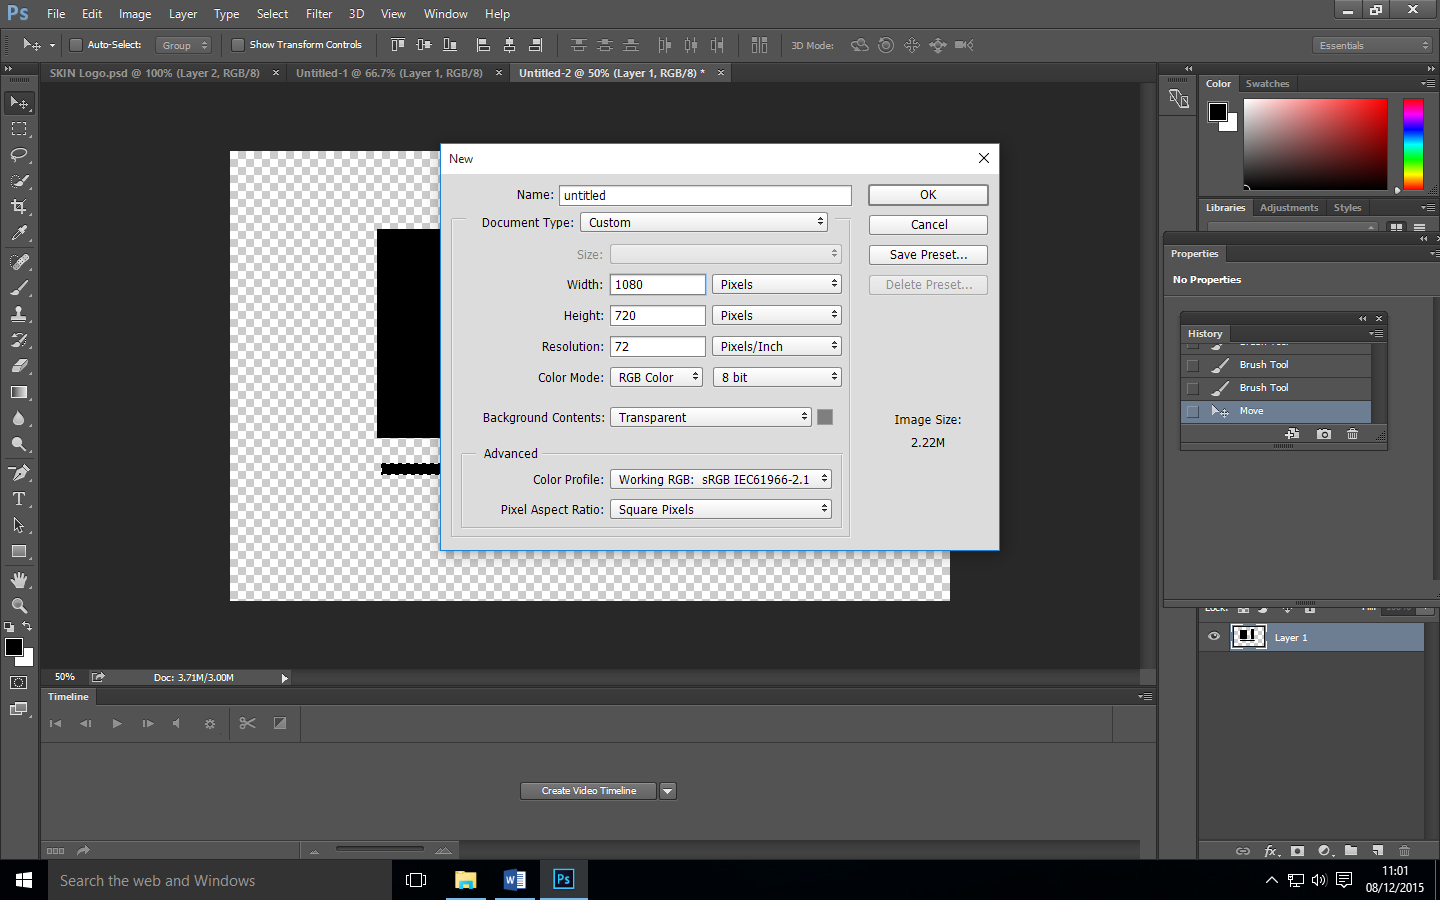 Ps File Edit Image Layer Type Select Filter 3D View Window Help
Auto-Select: Group Show Transform Controls 3D Mode: Essentials
SKIN Logo.psd @ 100% (Layer 2, RGB/8) × Untitled-1 @ 66.7% (Layer 1, RGB/8) × Untitled-2 @ 50% (Layer 1, RGB/8) * ×
Color Swatches
New
Name: untitled OK
Document Type: Custom Cancel
Size: Save Preset...
Width: 1080 Pixels Delete Preset...
Height: 720 Pixels
Resolution: 72 Pixels/Inch
Color Mode: RGB Color 8 bit
Background Contents: Transparent
Image Size:
2.22M
Advanced
Color Profile: Working RGB: sRGB IEC61966-2.1
Pixel Aspect Ratio: Square Pixels
Libraries Adjustments Styles
Properties
No Properties
History
Brush Tool
Brush Tool
Brush Tool
Move
Lock:
Layer 1
50% Doc: 3.71M/3.00M
Timeline
Create Video Timeline
fx
Search the web and Windows
Ps
11:01
08/12/2015